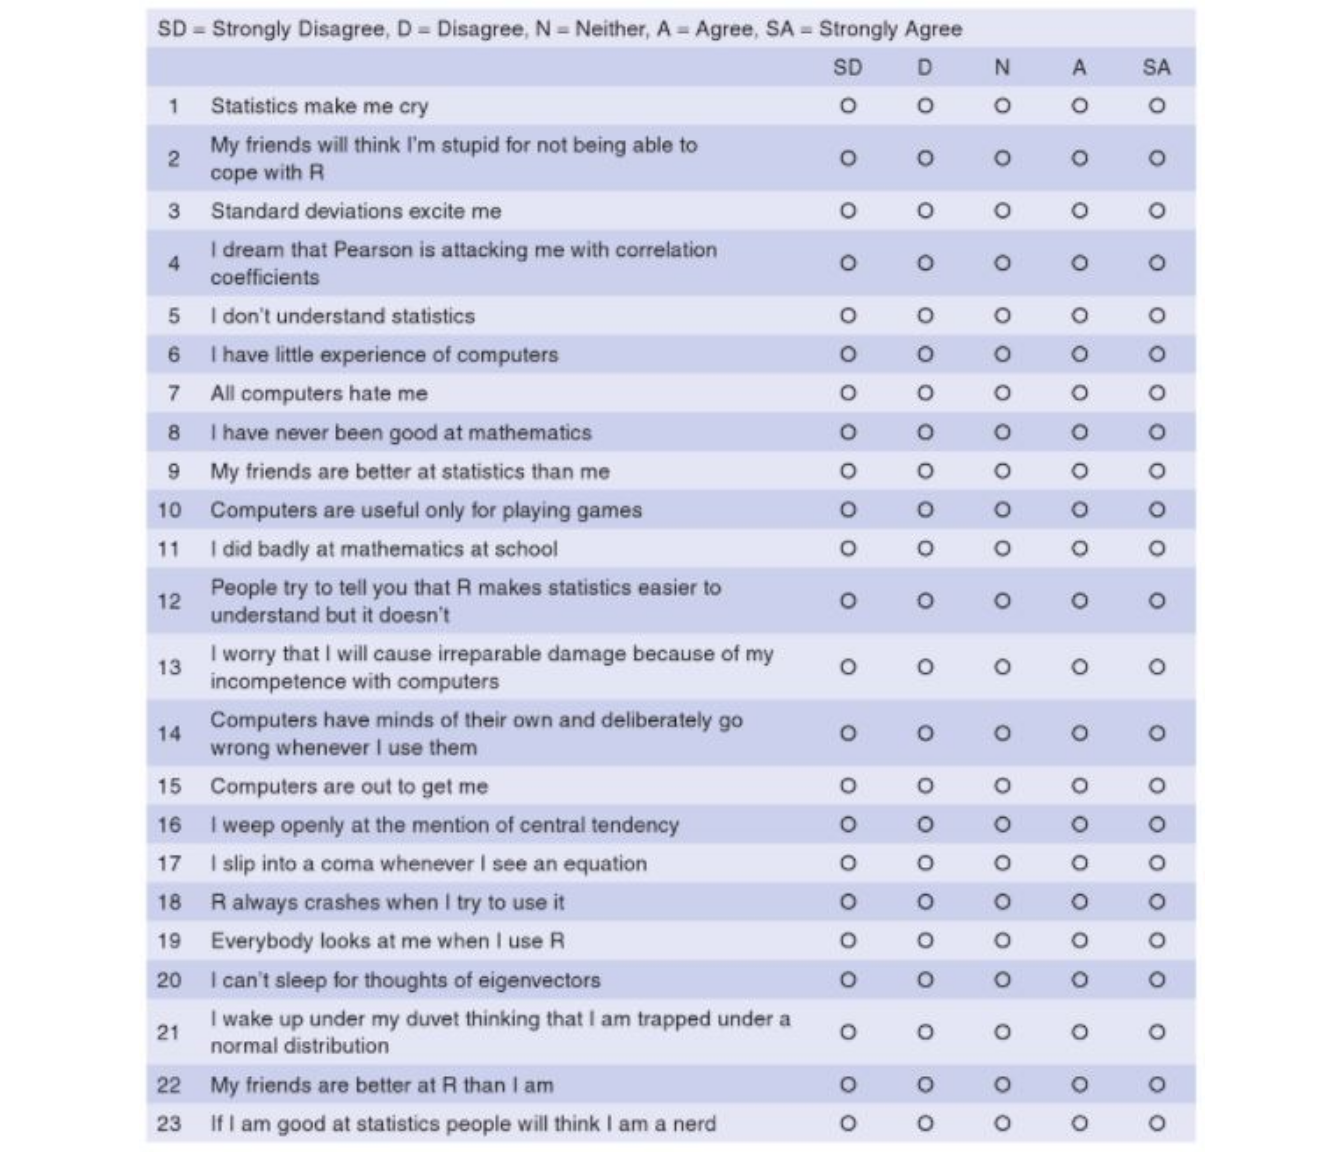 SD = Strongly Disagree, D = Disagree, N = Neither, A = Agree, SA = Strongly Agree
SD D N A SA
1 Statistics make me cry
2 My friends will think I'm stupid for not being able to
cope with R
3 Standard deviations excite me
4 I dream that Pearson is attacking me with correlation
coefficients
5 I don't understand statistics
6 I have little experience of computers
7 All computers hate me
8 I have never been good at mathematics
9 My friends are better at statistics than me
10 Computers are useful only for playing games
11 I did badly at mathematics at school
12 People try to tell you that R makes statistics easier to
understand but it doesn't
13 I worry that I will cause irreparable damage because of my
incompetence with computers
14 Computers have minds of their own and deliberately go
wrong whenever I use them
15 Computers are out to get me
16 I weep openly at the mention of central tendency
17 I slip into a coma whenever I see an equation
18 R always crashes when I try to use it
19 Everybody looks at me when I use R
20 I can't sleep for thoughts of eigenvectors
21 I wake up under my duvet thinking that I am trapped under a
normal distribution
22 My friends are better at R than I am
23 If I am good at statistics people will think I am a nerd